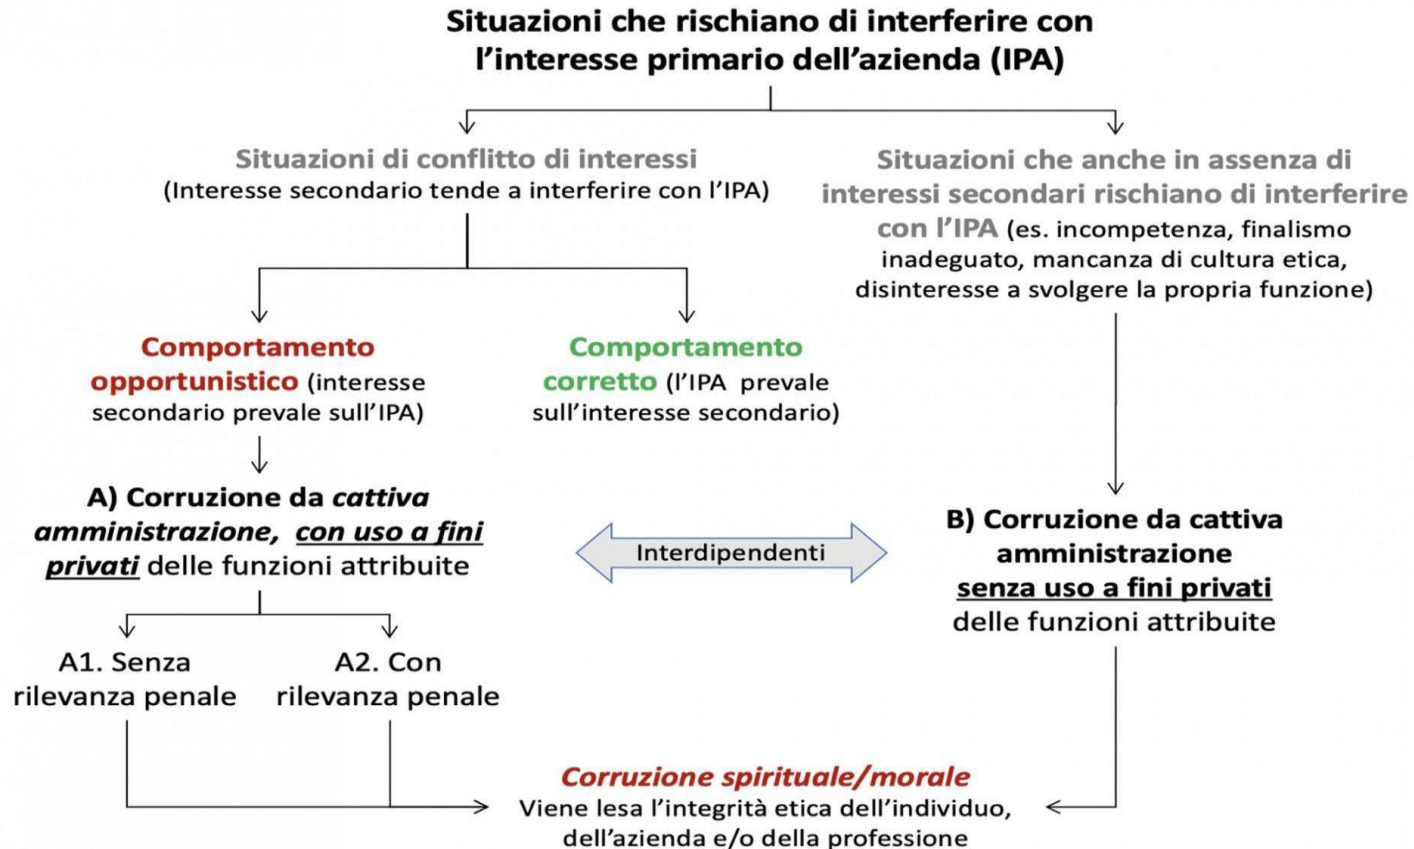 Situazioni che rischiano di interferire con
l'interesse primario dell'azienda (IPA)
Situazioni di conflitto di interessi
(Interesse secondario tende a interferire con l'IPA)
Situazioni che anche in assenza di
interessi secondari rischiano di interferire
con l'IPA (es. incompetenza, finalismo
inadeguato, mancanza di cultura etica,
disinteresse a svolgere la propria funzione)
Comportamento
opportunistico (interesse
secondario prevale sull'IPA)
Comportamento
corretto (l'IPA prevale
sull'interesse secondario)
A) Corruzione da cattiva
amministrazione, con uso a fini
privati delle funzioni attribuite
Interdipendenti
B) Corruzione da cattiva
amministrazione
senza uso a fini privati
delle funzioni attribuite
A1. Senza
rilevanza penale
A2. Con
rilevanza penale
Corruzione spirituale/morale
Viene lesa l'integrità etica dell'individuo,
dell'azienda e/o della professione